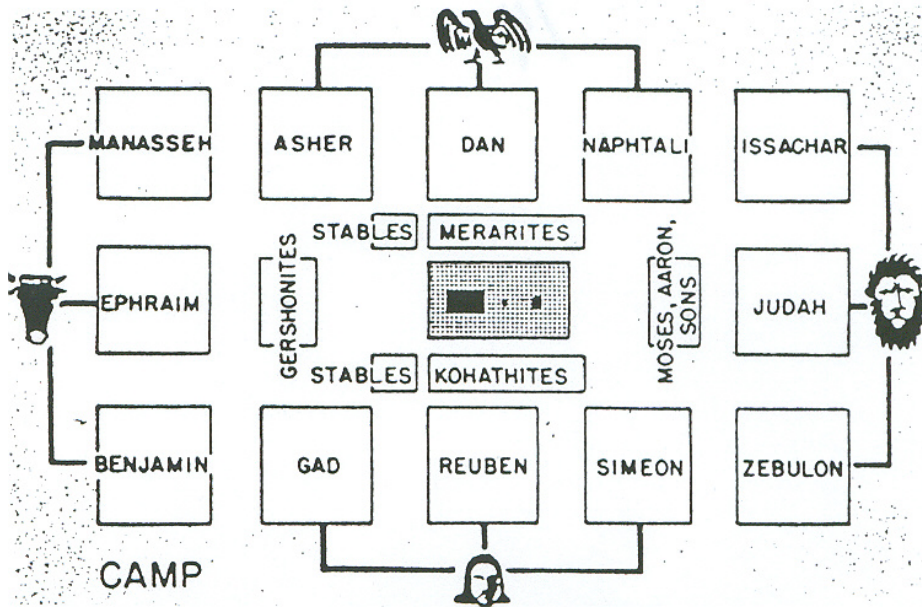 MANASSEH
ASHER
DAN
NAPHTALI
ISSACHAR
STABLES
MERARITES
GERSHONITES
MOSES, AARON,
SONS
EPHRAIM
JUDAH
STABLES
KOHATHITES
BENJAMIN
GAD
REUBEN
SIMEON
ZEBULON
CAMP